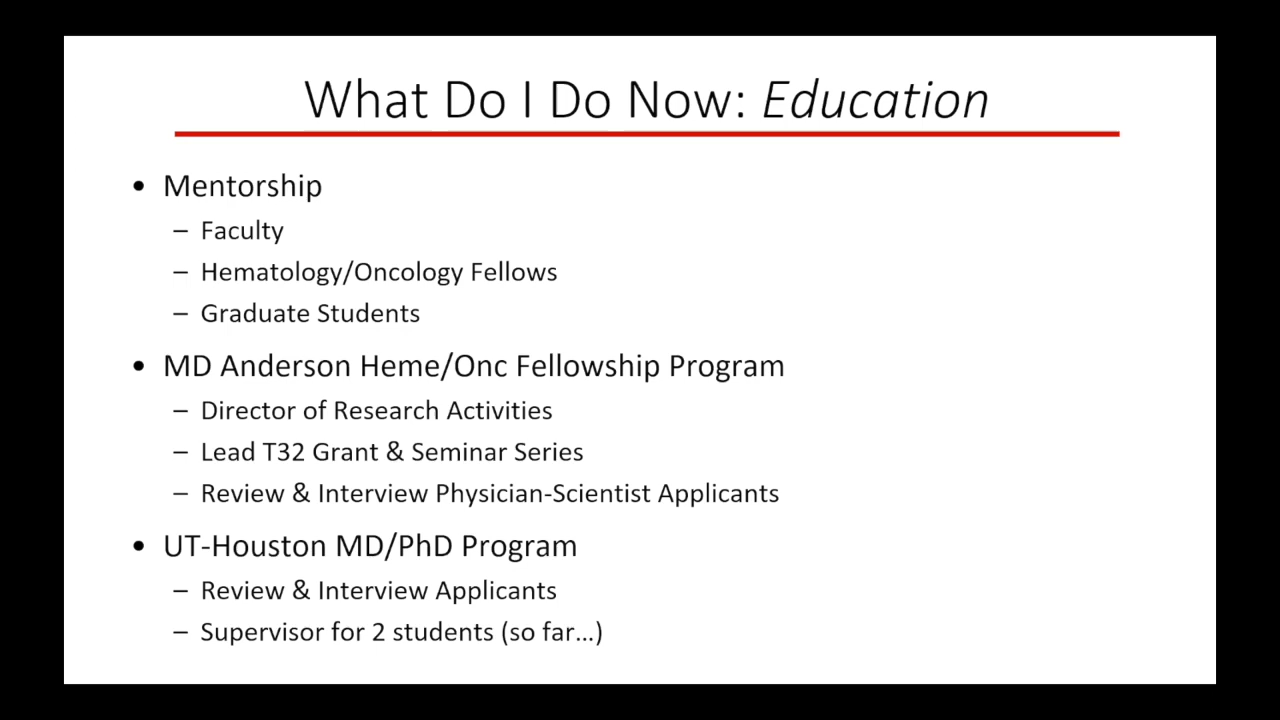 What Do I Do Now: Education
• Mentorship
– Faculty
– Hematology/Oncology Fellows
– Graduate Students
• MD Anderson Heme/Onc Fellowship Program
– Director of Research Activities
– Lead T32 Grant & Seminar Series
– Review & Interview Physician-Scientist Applicants
• UT-Houston MD/PhD Program
– Review & Interview Applicants
– Supervisor for 2 students (so far…)